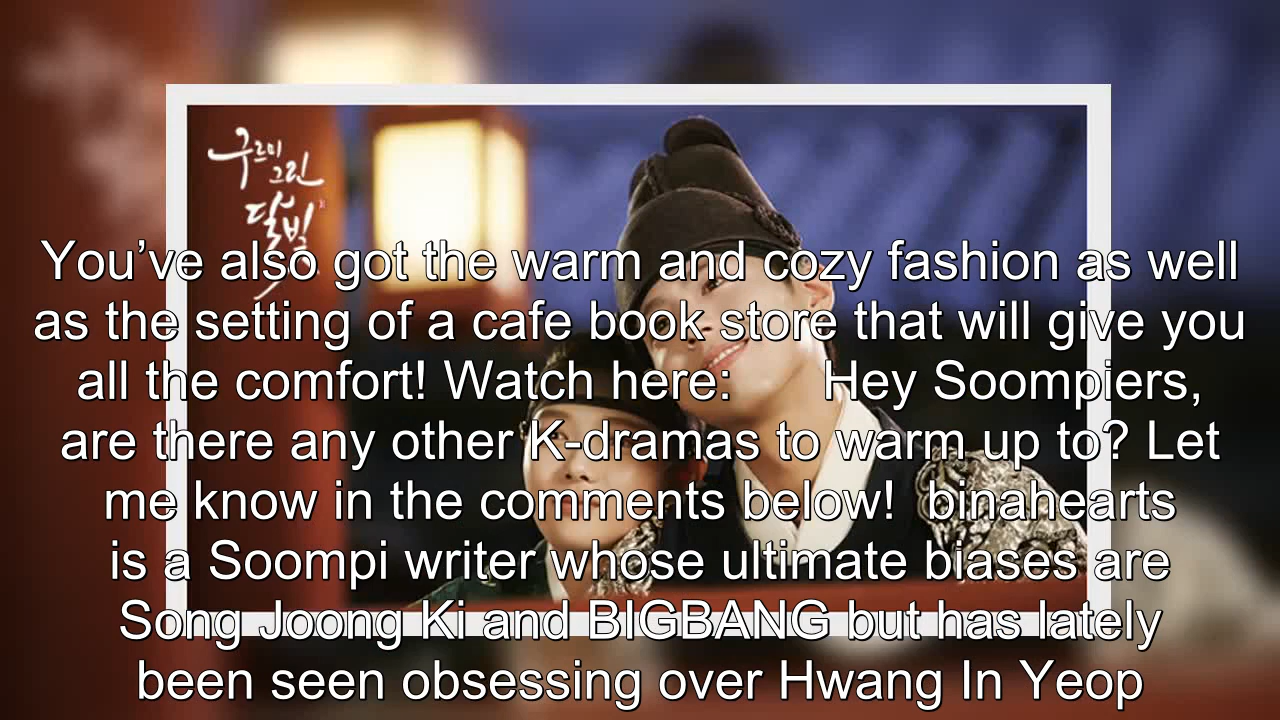 구르미
그린
달빛
You’ve also got the warm and cozy fashion as well
as the setting of a cafe book store that will give you
all the comfort! Watch here: Hey Soompiers,
are there any other K-dramas to warm up to? Let
me know in the comments below! binahearts
is a Soompi writer whose ultimate biases are
Song Joong Ki and BIGBANG but has lately
been seen obsessing over Hwang In Yeop